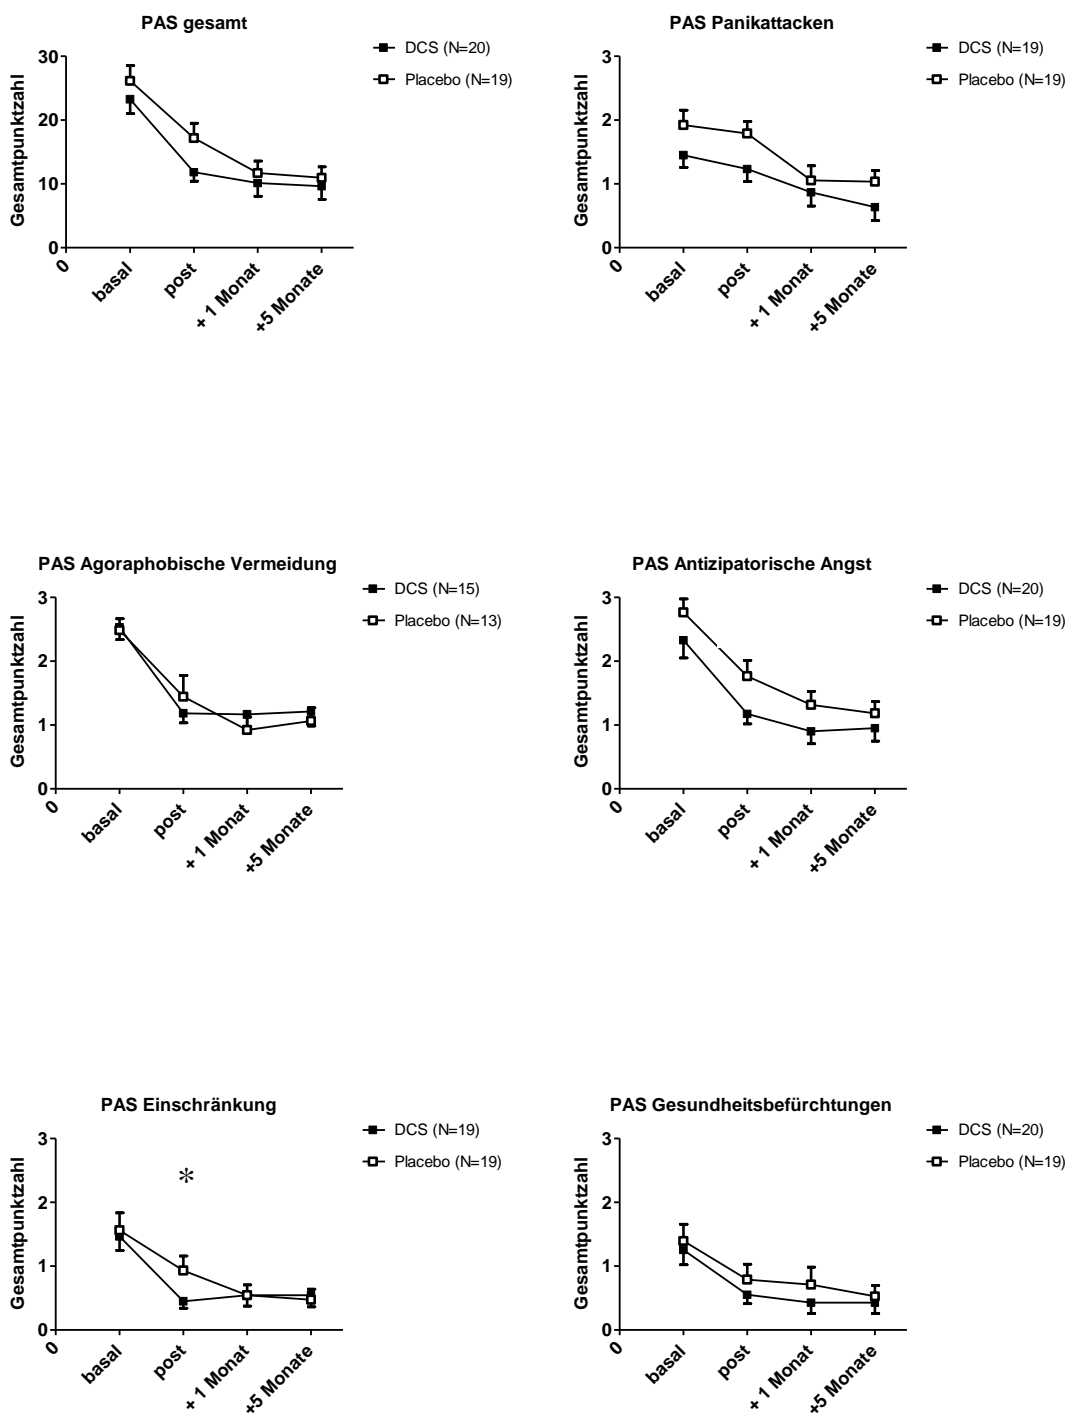 PAS gesamt
Gesamtpunktzahl
30
20
10
0
0
basal
post
+ 1 Monat
+5 Monate
DCS (N=20)
Placebo (N=19)
PAS Panikattacken
Gesamtpunktzahl
3
2
1
0
0
basal
post
+ 1 Monat
+5 Monate
DCS (N=19)
Placebo (N=19)
PAS Agoraphobische Vermeidung
Gesamtpunktzahl
3
2
1
0
0
basal
post
+ 1 Monat
+5 Monate
DCS (N=15)
Placebo (N=13)
PAS Antizipatorische Angst
Gesamtpunktzahl
3
2
1
0
0
basal
post
+ 1 Monat
+5 Monate
DCS (N=20)
Placebo (N=19)
PAS Einschränkung
Gesamtpunktzahl
3
2
1
0
*
0
basal
post
+ 1 Monat
+5 Monate
DCS (N=19)
Placebo (N=19)
PAS Gesundheitsbefürchtungen
Gesamtpunktzahl
3
2
1
0
0
basal
post
+ 1 Monat
+5 Monate
DCS (N=20)
Placebo (N=19)